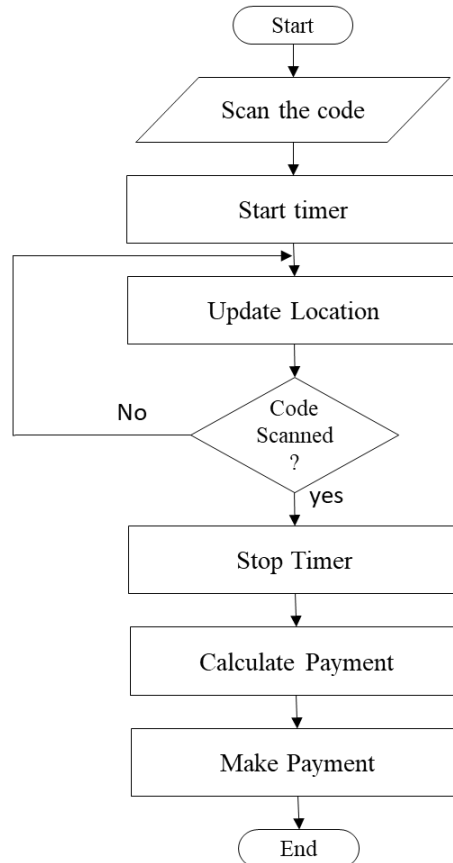 Start
Scan the code
Start timer
Update Location
Code
Scanned
?
No
yes
Stop Timer
Calculate Payment
Make Payment
End